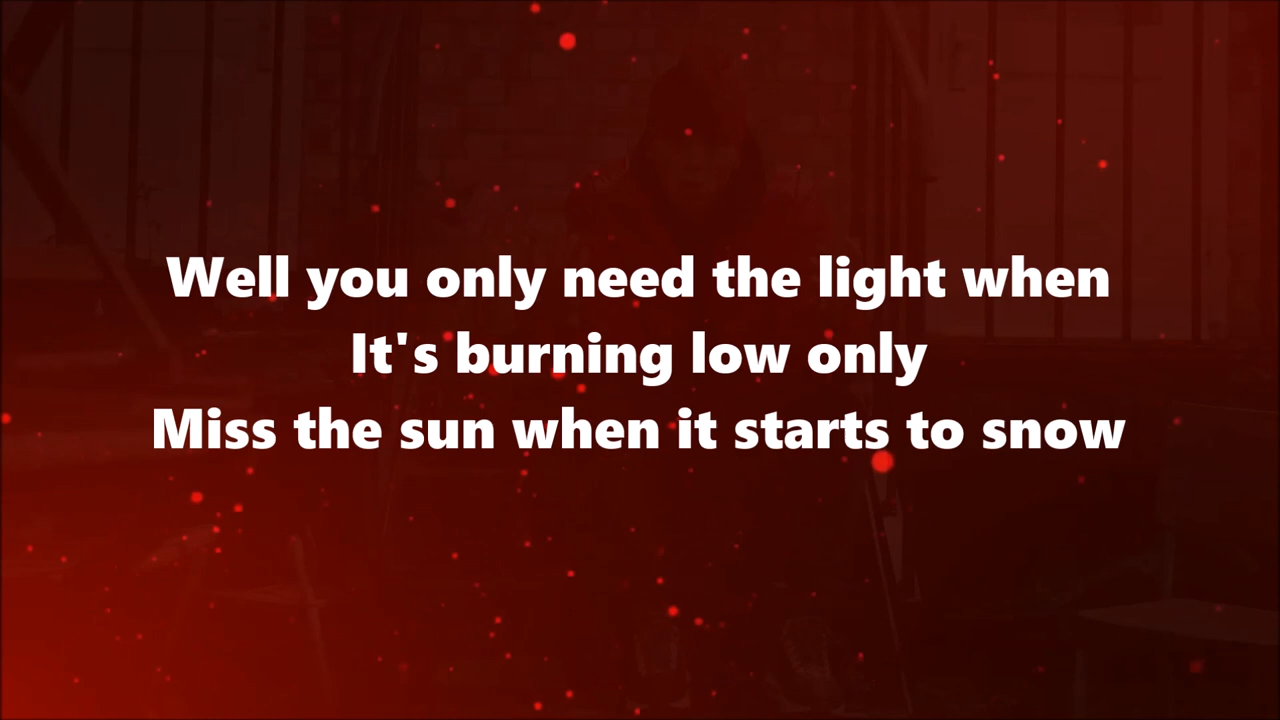 Well you only need the light when
It's burning low only
Miss the sun when it starts to snow